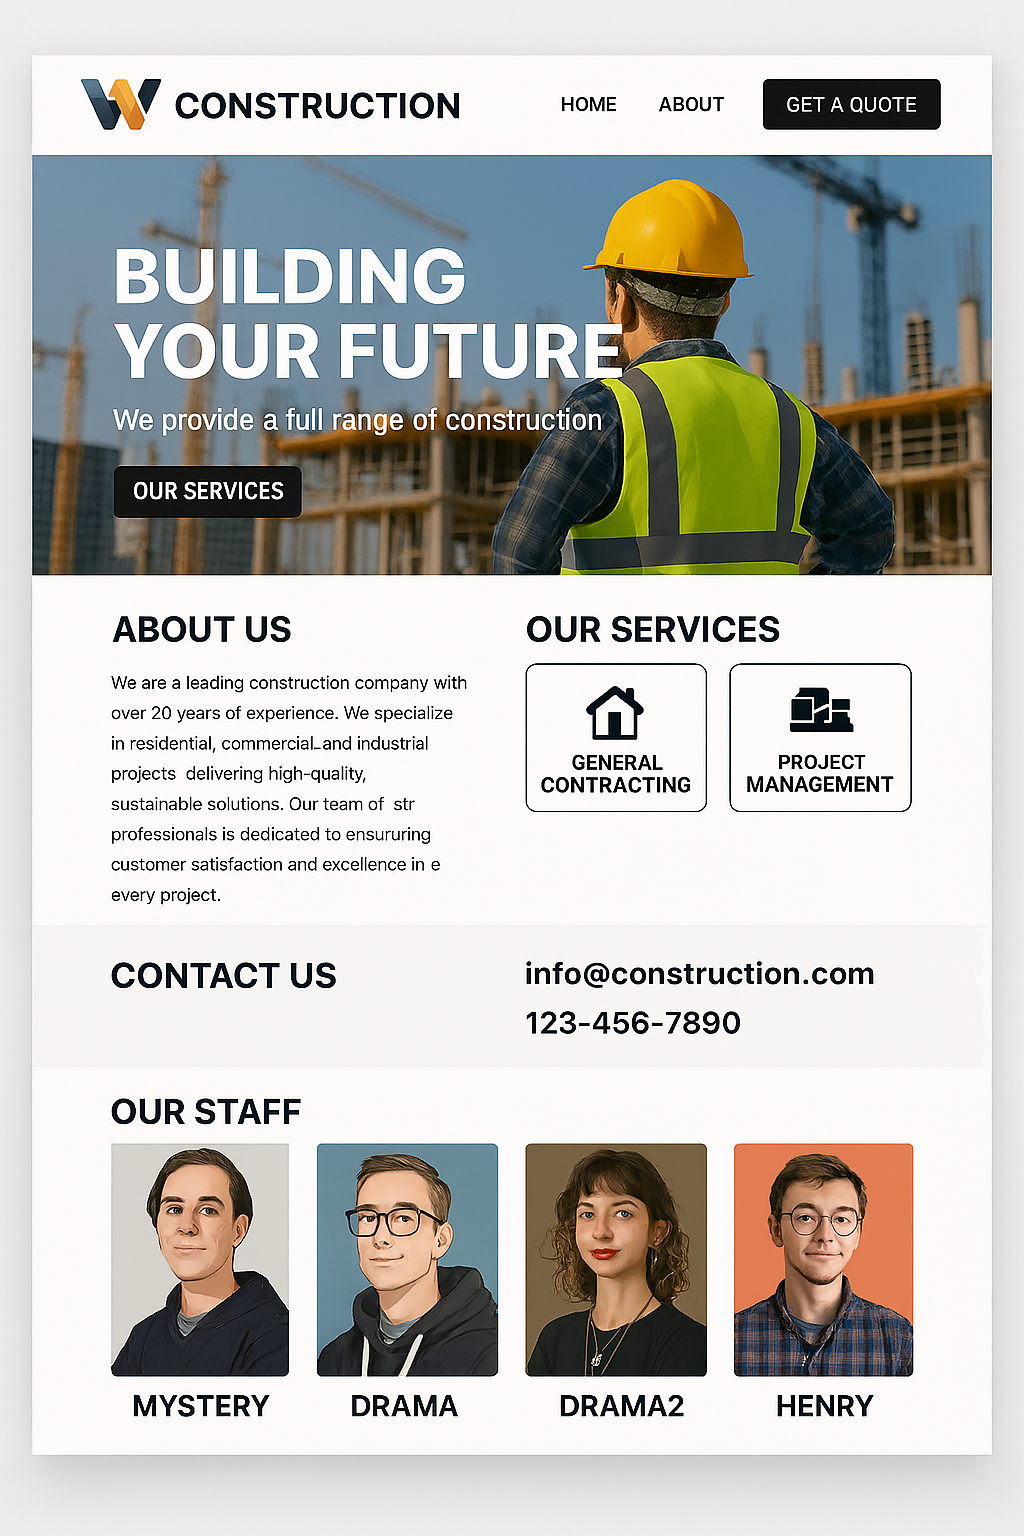 W CONSTRUCTION
HOME
ABOUT
GET A QUOTE
BUILDING
YOUR FUTURE
We provide a full range of construction
OUR SERVICES
ABOUT US
We are a leading construction company with
over 20 years of experience. We specialize
in residential, commercial_and industrial
projects  delivering high-quality,
sustainable solutions. Our team of  str
professionals is dedicated to ensururing
customer satisfaction and excellence in e
every project.
OUR SERVICES
GENERAL
CONTRACTING
PROJECT
MANAGEMENT
CONTACT US
info@construction.com
123-456-7890
OUR STAFF
MYSTERY
DRAMA
DRAMA2
HENRY